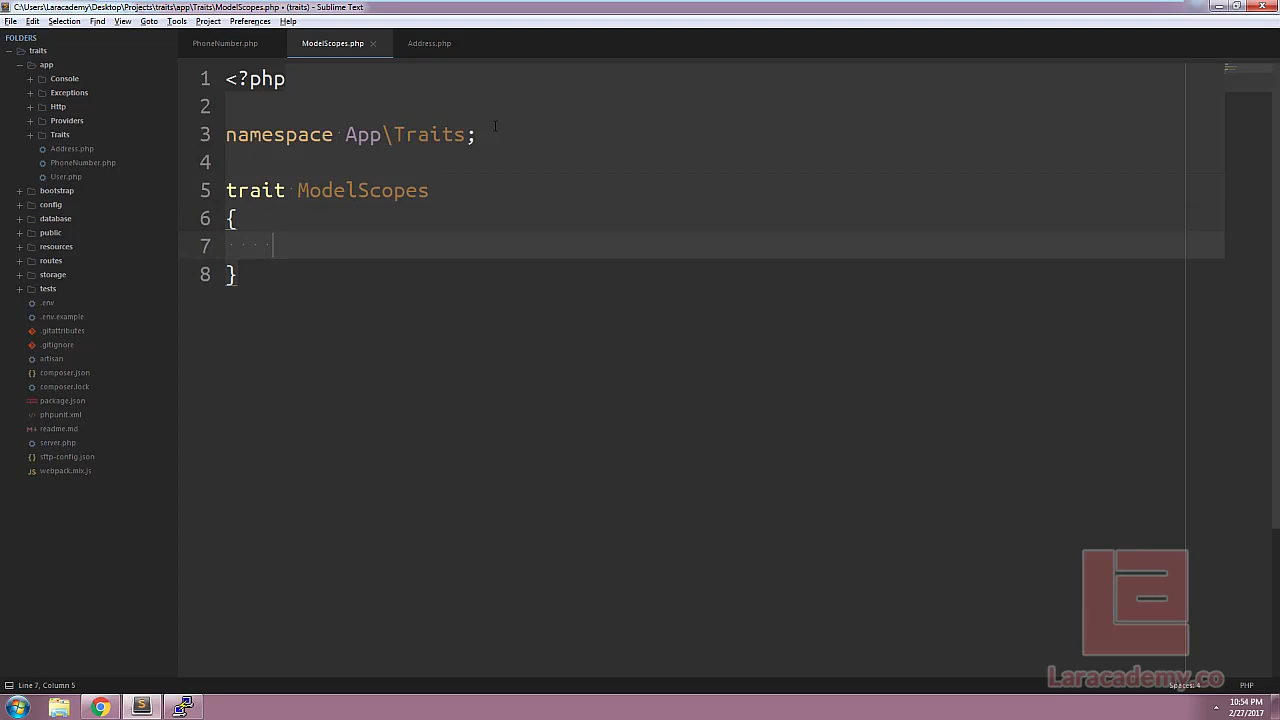 C:\Users\Laracademy\Desktop\Projects\traits\app\Traits\ModelScopes.php • (traits) - Sublime Text
File Edit Selection Find View Goto Tools Project Preferences Help
FOLDERS
traits
app
Console
Exceptions
Http
Providers
Traits
Address.php
PhoneNumber.php
User.php
bootstrap
config
database
public
resources
routes
storage
tests
.env
.env.example
.gitattributes
.gitignore
artisan
composer.json
composer.lock
package.json
phpunit.xml
readme.md
server.php
sftp-config.json
webpack.mix.js
PhoneNumber.php ModelScopes.php Address.php
1 <?php
2
3 namespace App\Traits;
4
5 trait ModelScopes
6 {
7
8 }
Laracademy.co
Line 7, Column 5
Spaces: 4 PHP
10:54 PM
2/27/2017